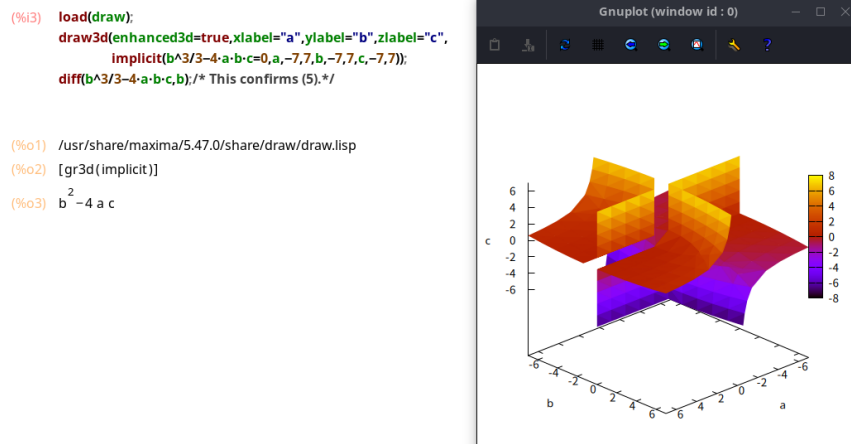 (%i3) load(draw);
draw3d(enhanced3d=true,xlabel="a",ylabel="b",zlabel="c",
implicit(b^3/3−4·a·b·c=0,a,−7,7,b,−7,7,c,−7,7));
diff(b^3/3−4·a·b·c,b);/* This confirms (5).*/
(%o1) /usr/share/maxima/5.47.0/share/draw/draw.lisp
(%o2) [gr3d(implicit)]
(%o3) b² − 4 a c
Gnuplot (window id : 0)
6
4
2
0
-2
-4
-6
c
8
6
4
2
0
-2
-4
-6
-8
-6
-4
-2
0
2
4
6
b
6
4
2
0
-2
-4
-6
a